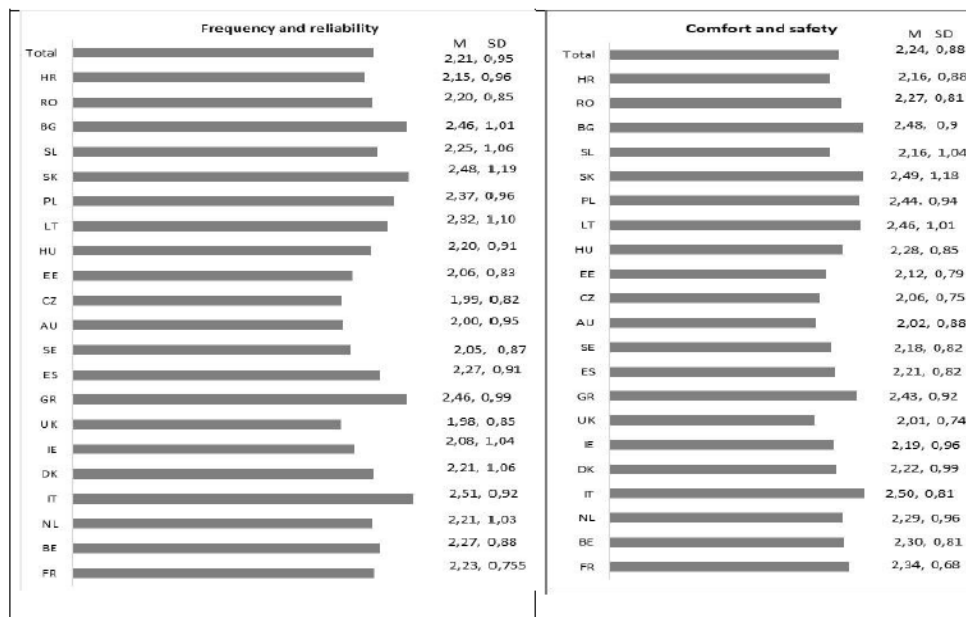 Frequency and reliability
M SD
Total 2,21, 0,95
HR 2,15, 0,96
RO 2,20, 0,85
BG 2,46, 1,01
SL 2,25, 1,06
SK 2,48, 1,19
PL 2,37, 0,96
LT 2,32, 1,10
HU 2,20, 0,91
EE 2,06, 0,83
CZ 1,99, 0,82
AU 2,00, 0,95
SE 2,05, 0,87
ES 2,27, 0,91
GR 2,46, 0,99
UK 1,98, 0,85
IE 2,08, 1,04
DK 2,21, 1,06
IT 2,51, 0,92
NL 2,21, 1,03
BE 2,27, 0,88
FR 2,23, 0,755
Comfort and safety
M SD
Total 2,24, 0,88
HR 2,16, 0,88
RO 2,27, 0,81
BG 2,48, 0,9
SL 2,16, 1,04
SK 2,49, 1,18
PL 2,44, 0,94
LT 2,46, 1,01
HU 2,28, 0,85
EE 2,12, 0,79
CZ 2,06, 0,75
AU 2,02, 0,88
SE 2,18, 0,82
ES 2,21, 0,82
GR 2,43, 0,92
UK 2,01, 0,74
IE 2,19, 0,96
DK 2,22, 0,99
IT 2,50, 0,81
NL 2,29, 0,96
BE 2,30, 0,81
FR 2,34, 0,68